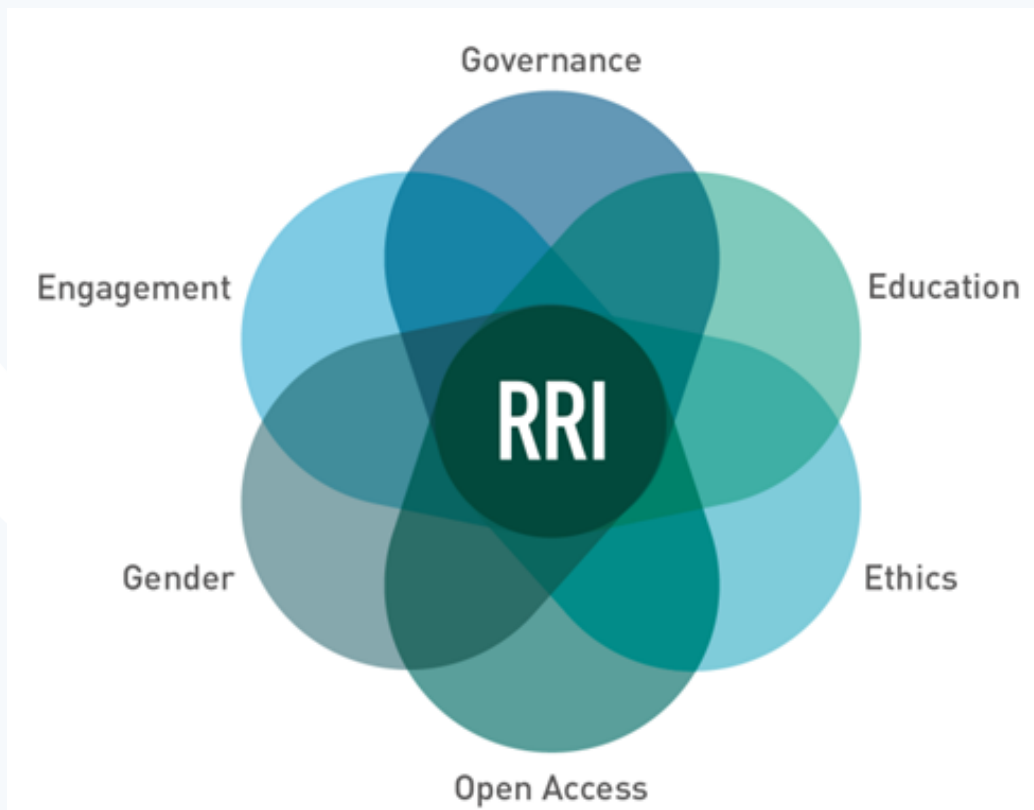 Governance
Engagement
Education
RRI
Gender
Ethics
Open Access